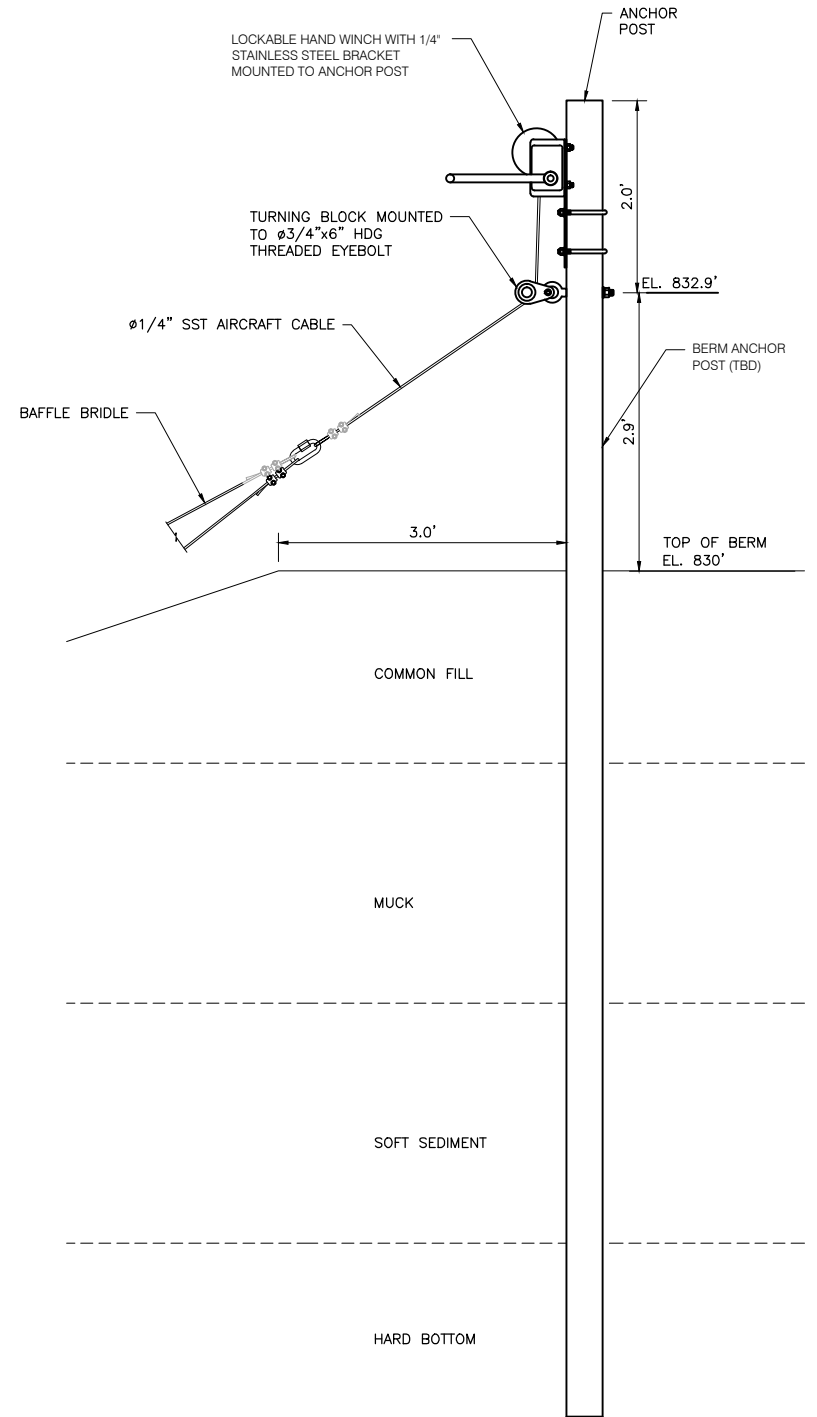 ANCHOR
POST
LOCKABLE HAND WINCH WITH 1/4"
STAINLESS STEEL BRACKET
MOUNTED TO ANCHOR POST
2.0'
TURNING BLOCK MOUNTED
TO ø3/4"x6" HDG
THREADED EYEBOLT
EL. 832.9'
ø1/4" SST AIRCRAFT CABLE
BERM ANCHOR
POST (TBD)
BAFFLE BRIDLE
2.9'
3.0'
TOP OF BERM
EL. 830'
COMMON FILL
MUCK
SOFT SEDIMENT
HARD BOTTOM